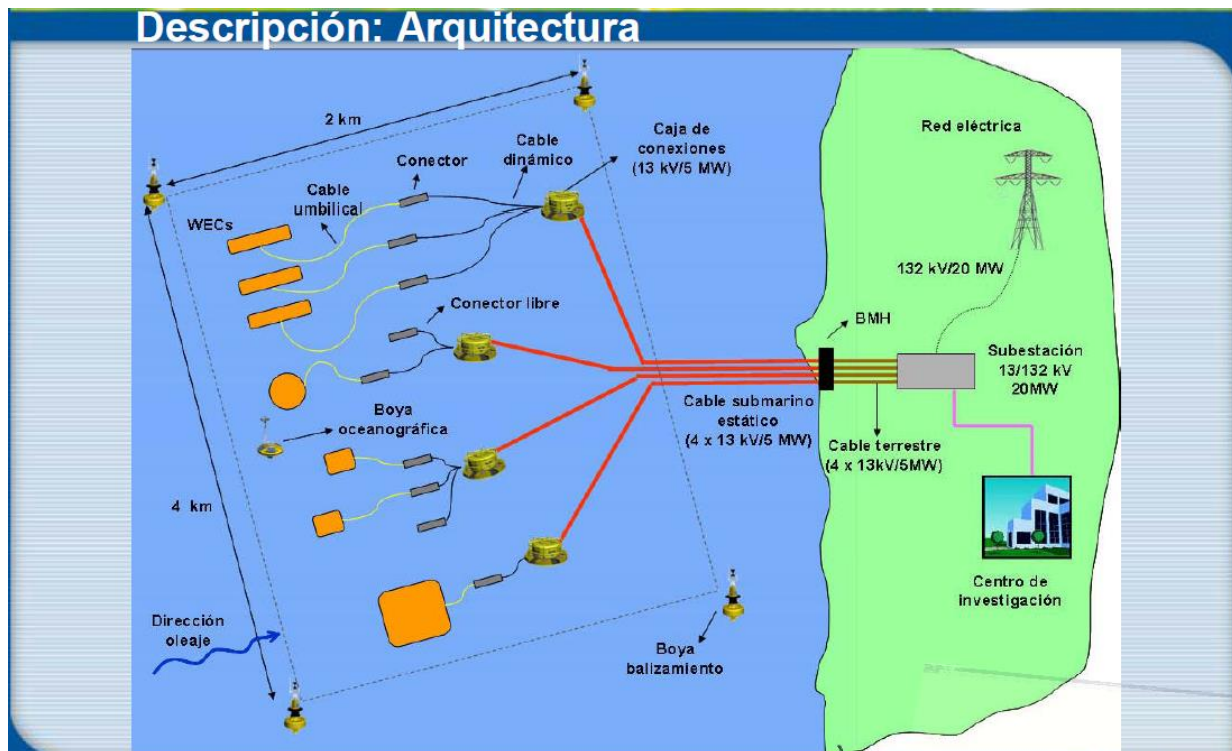 Descripción: Arquitectura
2 km
Conector
Cable
dinámico
Caja de
conexiones
(13 kV/5 MW)
Red eléctrica
Cable
umbilical
WECs
132 kV/20 MW
Conector libre
BMH
Subestación
13/132 kV
20MW
Boya
oceanográfica
Cable submarino
estático
(4 x 13 kV/5 MW)
Cable terrestre
(4 x 13kV/5MW)
4 km
Centro de
investigación
Dirección
oleaje
Boya
balizamiento